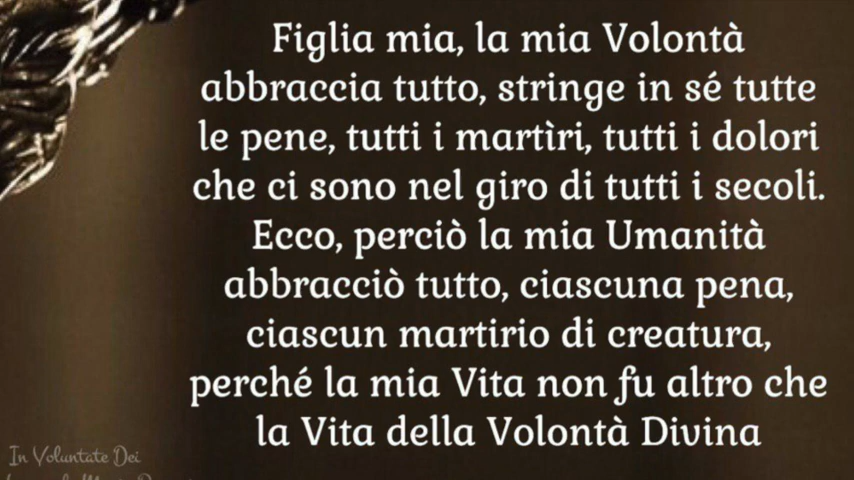 Figlia mia, la mia Volontà
abbraccia tutto, stringe in sé tutte
le pene, tutti i martìri, tutti i dolori
che ci sono nel giro di tutti i secoli.
Ecco, perciò la mia Umanità
abbracciò tutto, ciascuna pena,
ciascun martirio di creatura,
perché la mia Vita non fu altro che
la Vita della Volontà Divina
In Voluntate Dei